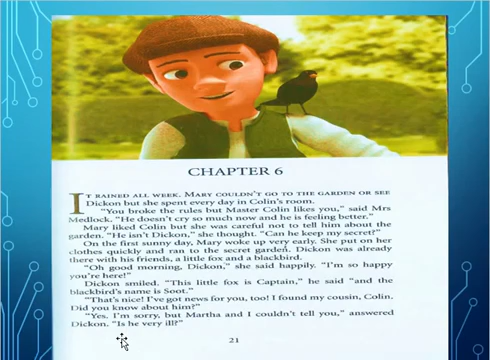 CHAPTER 6
IT RAINED ALL WEEK. MARY COULDN'T GO TO THE GARDEN OR SEE
Dickon but she spent every day in Colin's room.
"You broke the rules but Master Colin likes you," said Mrs
Medlock. "He doesn't cry so much now and he is feeling better."
Mary liked Colin but she was careful not to tell him about the
garden. "He isn't Dickon," she thought. "Can he keep my secret?"
On the first sunny day, Mary woke up very early. She put on her
clothes quickly and ran to the secret garden. Dickon was already
there with his friends, a little fox and a blackbird.
"Oh good morning, Dickon," she said happily. "I'm so happy
you're here!"
Dickon smiled. "This little fox is Captain," he said "and the
blackbird's name is Soot."
"That's nice! I've got news for you, too! I found my cousin, Colin.
Did you know about him?"
"Yes. I'm sorry, but Martha and I couldn't tell you," answered
Dickon. "Is he very ill?"
21